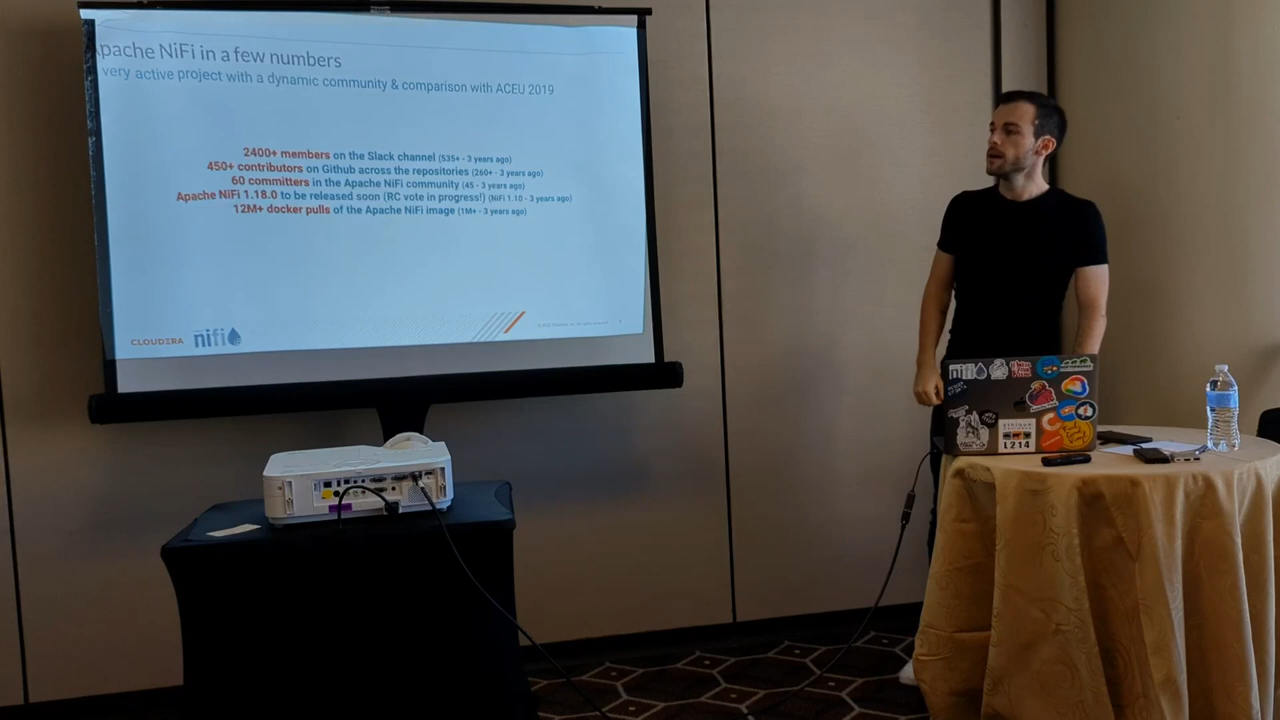 pache NiFi in a few numbers
very active project with a dynamic community & comparison with ACEU 2019
2400+ members on the Slack channel (535+ - 3 years ago)
450+ contributors on Github across the repositories (260+ - 3 years ago)
60 committers in the Apache NiFi community (45 - 3 years ago)
Apache NiFi 1.18.0 to be released soon (RC vote in progress!) (NiFi 1.10 - 3 years ago)
12M+ docker pulls of the Apache NiFi image (1M+ - 3 years ago)
CLOUDERA
nifi
nifi
L214